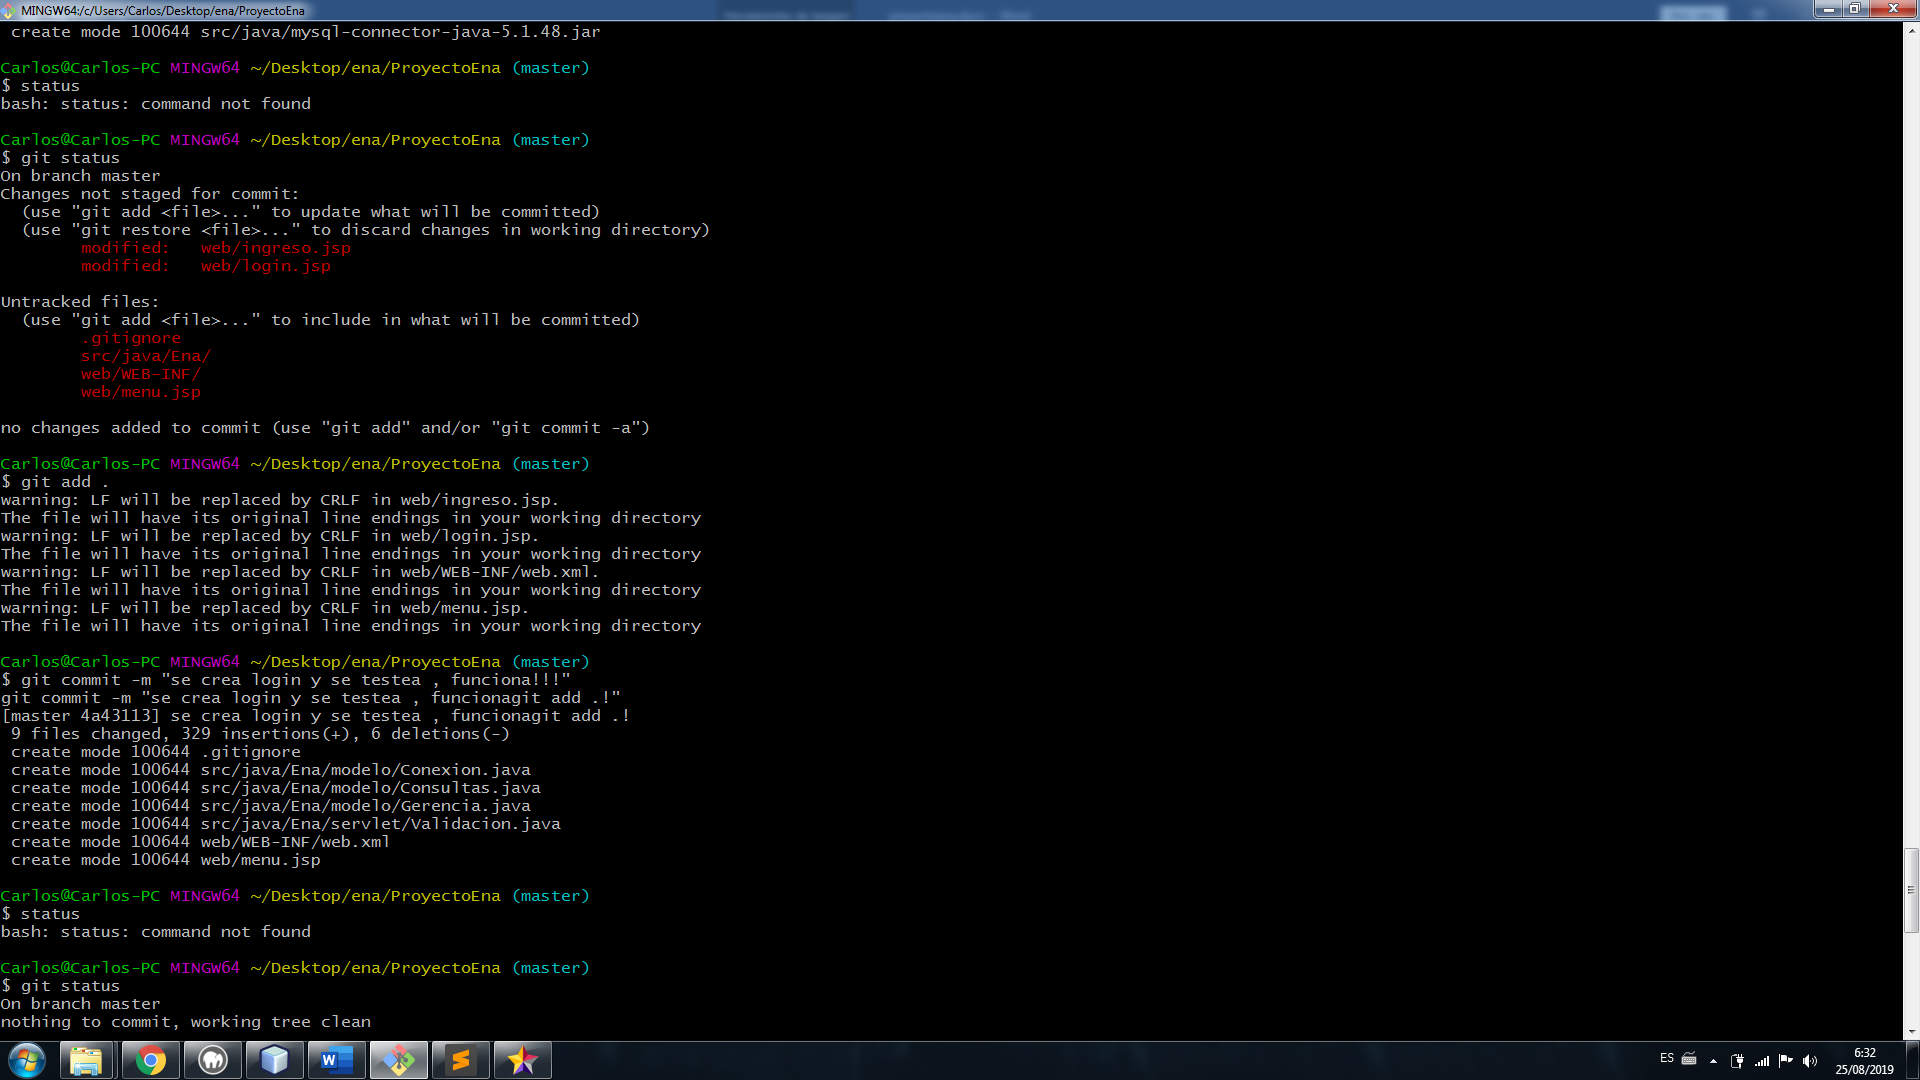 MINGW64:/c/Users/Carlos/Desktop/ena/ProyectoEna
 create mode 100644 src/java/mysql-connector-java-5.1.48.jar
Carlos@Carlos-PC MINGW64 ~/Desktop/ena/ProyectoEna (master)
$ status
bash: status: command not found
Carlos@Carlos-PC MINGW64 ~/Desktop/ena/ProyectoEna (master)
$ git status
On branch master
Changes not staged for commit:
  (use "git add <file>..." to update what will be committed)
  (use "git restore <file>..." to discard changes in working directory)
        modified:   web/ingreso.jsp
        modified:   web/login.jsp
Untracked files:
  (use "git add <file>..." to include in what will be committed)
        .gitignore
        src/java/Ena/
        web/WEB-INF/
        web/menu.jsp
no changes added to commit (use "git add" and/or "git commit -a")
Carlos@Carlos-PC MINGW64 ~/Desktop/ena/ProyectoEna (master)
$ git add .
warning: LF will be replaced by CRLF in web/ingreso.jsp.
The file will have its original line endings in your working directory
warning: LF will be replaced by CRLF in web/login.jsp.
The file will have its original line endings in your working directory
warning: LF will be replaced by CRLF in web/WEB-INF/web.xml.
The file will have its original line endings in your working directory
warning: LF will be replaced by CRLF in web/menu.jsp.
The file will have its original line endings in your working directory
Carlos@Carlos-PC MINGW64 ~/Desktop/ena/ProyectoEna (master)
$ git commit -m "se crea login y se testea , funciona!!!"
git commit -m "se crea login y se testea , funcionagit add .!"
[master 4a43113] se crea login y se testea , funcionagit add .!
 9 files changed, 329 insertions(+), 6 deletions(-)
 create mode 100644 .gitignore
 create mode 100644 src/java/Ena/modelo/Conexion.java
 create mode 100644 src/java/Ena/modelo/Consultas.java
 create mode 100644 src/java/Ena/modelo/Gerencia.java
 create mode 100644 src/java/Ena/servlet/Validacion.java
 create mode 100644 web/WEB-INF/web.xml
 create mode 100644 web/menu.jsp
Carlos@Carlos-PC MINGW64 ~/Desktop/ena/ProyectoEna (master)
$ status
bash: status: command not found
Carlos@Carlos-PC MINGW64 ~/Desktop/ena/ProyectoEna (master)
$ git status
On branch master
nothing to commit, working tree clean
ES
6:32
25/08/2019